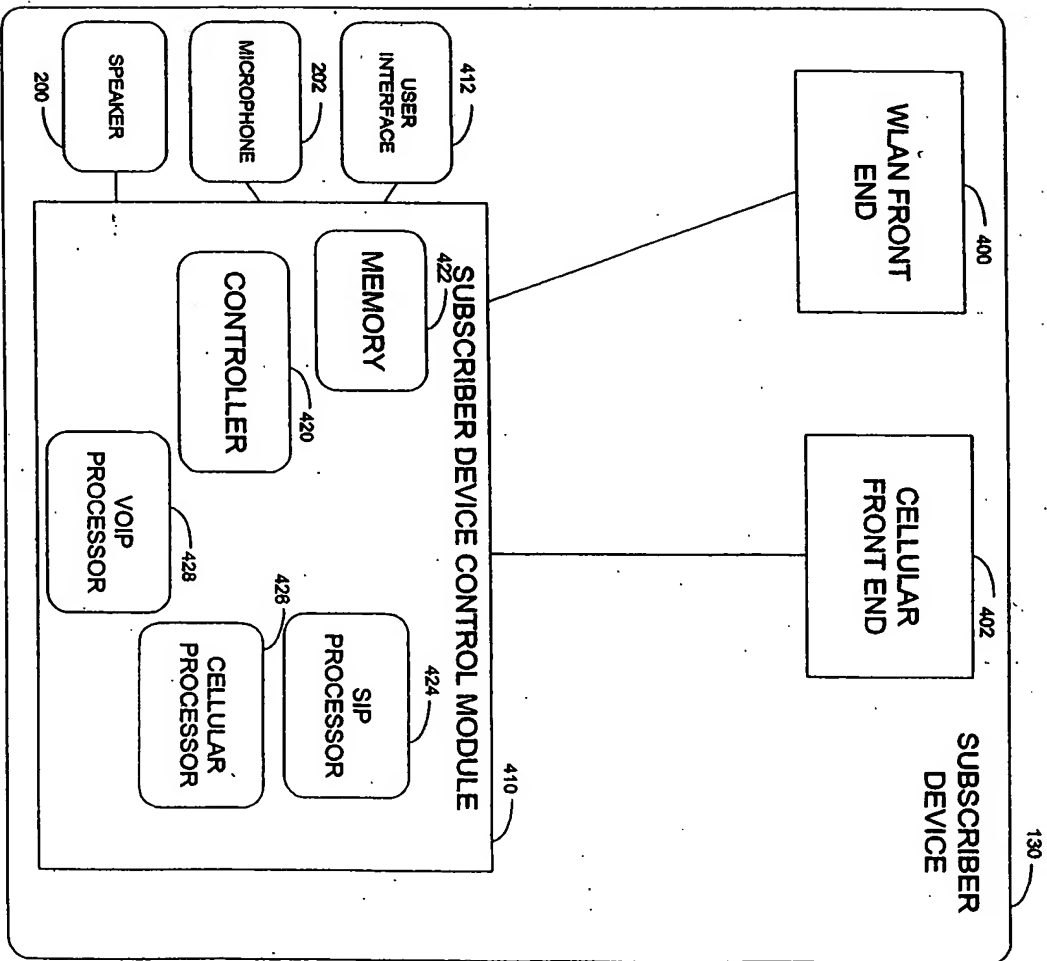 130
SUBSCRIBER
DEVICE
400
WLAN FRONT
END
402
CELLULAR
FRONT END
412
USER
INTERFACE
202
MICROPHONE
200
SPEAKER
410
SUBSCRIBER DEVICE CONTROL MODULE
422
MEMORY
420
CONTROLLER
424
SIP
PROCESSOR
426
CELLULAR
PROCESSOR
428
VOIP
PROCESSOR